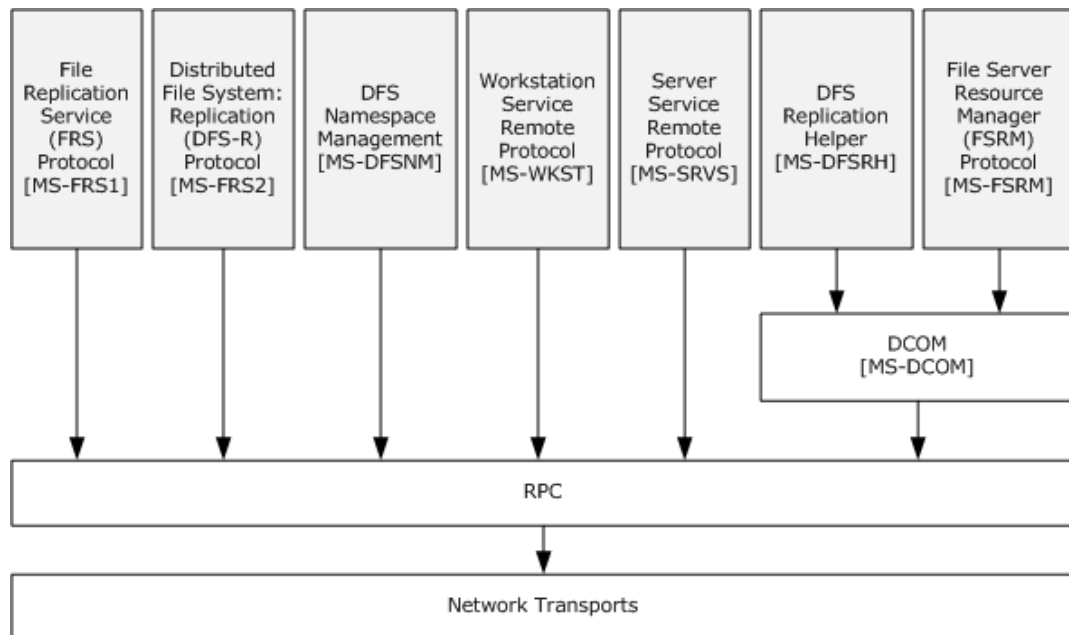 File
Replication
Service
(FRS)
Protocol
[MS-FRS1]
Distributed
File System:
Replication
(DFS-R)
Protocol
[MS-FRS2]
DFS
Namespace
Management
[MS-DFSNM]
Workstation
Service
Remote
Protocol
[MS-WKST]
Server
Service
Remote
Protocol
[MS-SRVS]
DFS
Replication
Helper
[MS-DFSRH]
File Server
Resource
Manager
(FSRM)
Protocol
[MS-FSRM]
DCOM
[MS-DCOM]
RPC
Network Transports